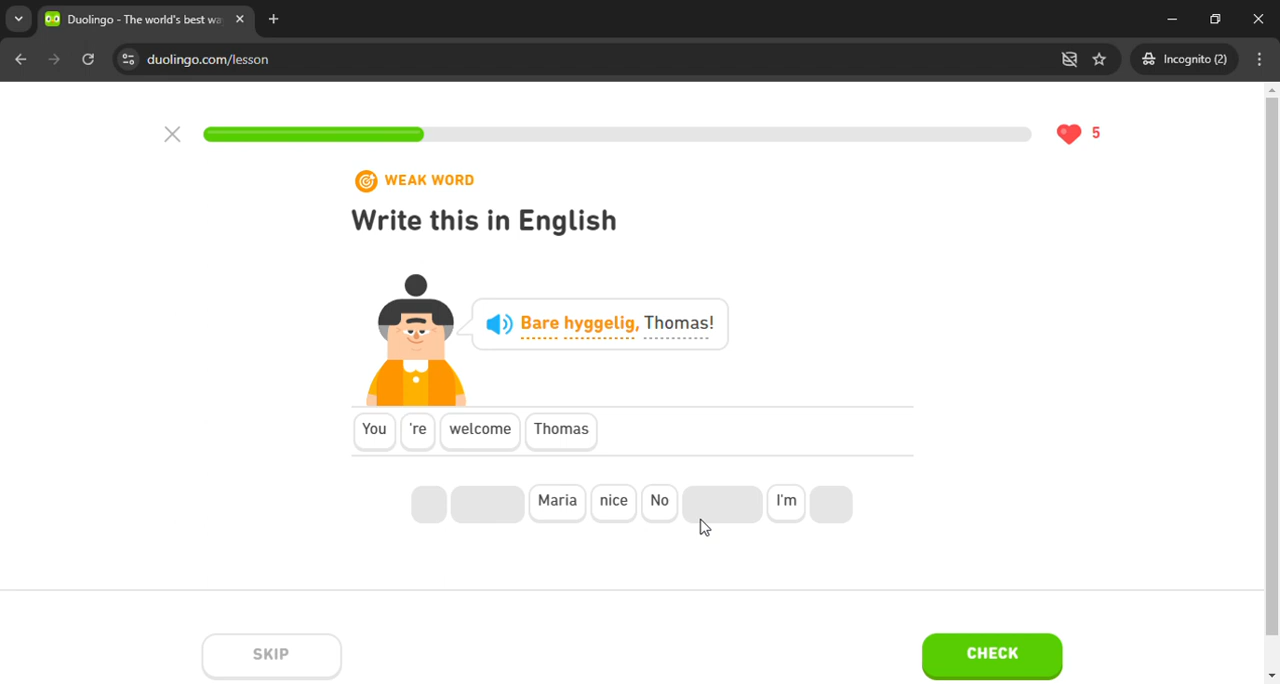 Duolingo - The world's best wa
duolingo.com/lesson
Incognito (2)
5
WEAK WORD
Write this in English
Bare hyggelig, Thomas!
You 're welcome Thomas
Maria nice No I'm
SKIP
CHECK